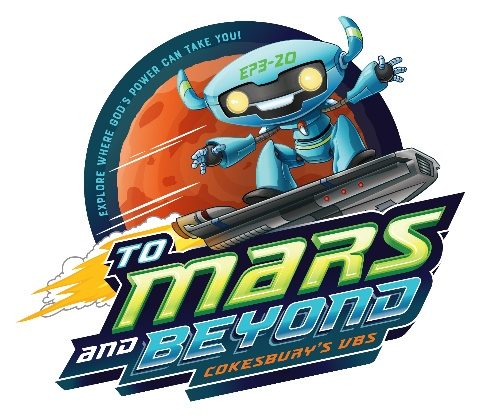 EXPLORE WHERE GOD'S POWER CAN TAKE YOU!
EP3-20
TO
MARS
AND
BEYOND
COKESBURY'S VBS